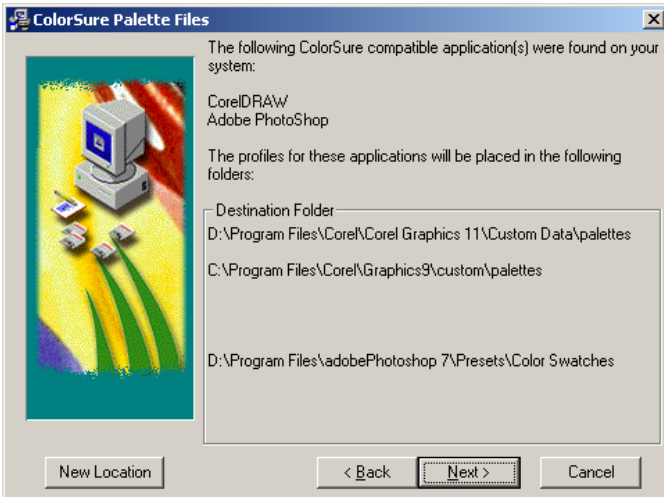 ColorSure Palette Files
The following ColorSure compatible application(s) were found on your
system:
CorelDRAW
Adobe PhotoShop
The profiles for these applications will be placed in the following
folders:
Destination Folder
D:\Program Files\Corel\Corel Graphics 11\Custom Data\palettes
C:\Program Files\Corel\Graphics9\custom\palettes
D:\Program Files\adobePhotoshop 7\Presets\Color Swatches
New Location
< Back
Next >
Cancel